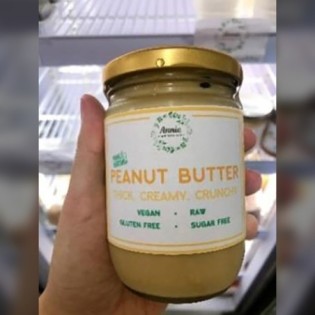 Annie
PEANUT BUTTER
THICK, CREAMY, CRUNCHY
VEGAN • RAW
GLUTEN FREE • SUGAR FREE